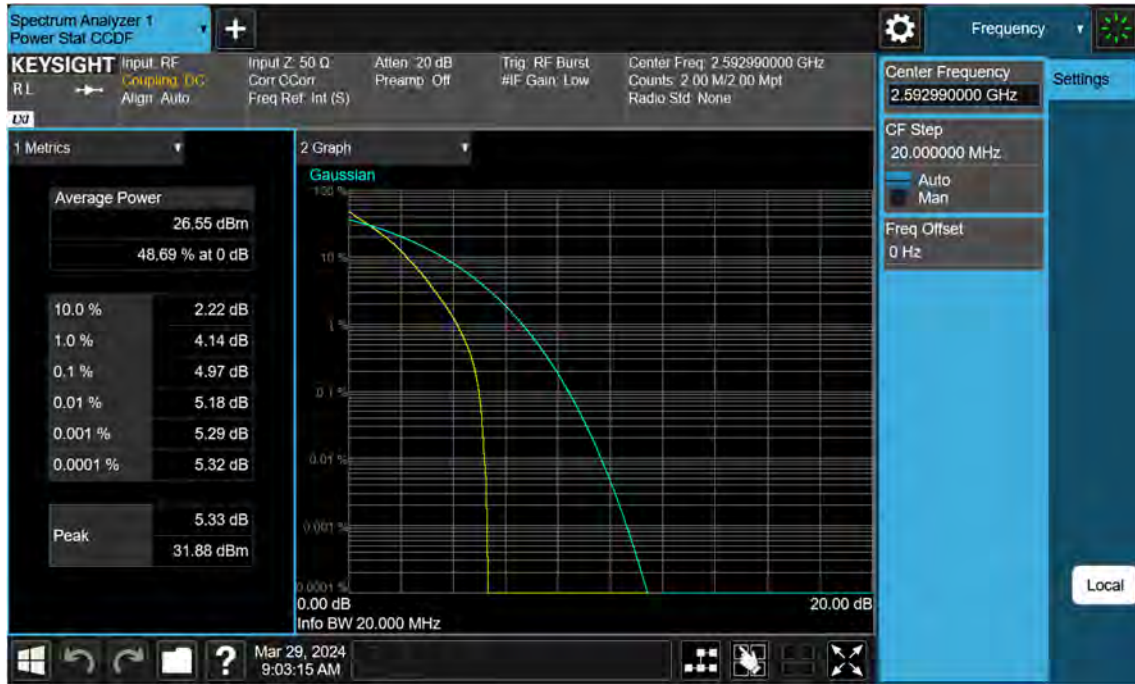 Spectrum Analyzer 1
Power Stat CCDF
Frequency
KEYSIGHT
RL
LXI
Input: RF
Coupling: DC
Align: Auto
Input Z: 50 Ω
Corr CCorr
Freq Ref: Int (S)
Atten: 20 dB
Preamp: Off
Trig: RF Burst
#IF Gain: Low
Center Freq: 2.592990000 GHz
Counts: 2.00 M/2.00 Mpt
Radio Std: None
Center Frequency
2.592990000 GHz
CF Step
20.000000 MHz
Auto
Man
Freq Offset
0 Hz
Settings
Local
1 Metrics
Average Power
26.55 dBm
48.69 % at 0 dB
10.0 % 2.22 dB
1.0 % 4.14 dB
0.1 % 4.97 dB
0.01 % 5.18 dB
0.001 % 5.29 dB
0.0001 % 5.32 dB
Peak
5.33 dB
31.88 dBm
2 Graph
Gaussian
100 %
10 %
1 %
0.1 %
0.01 %
0.001 %
0.0001 %
0.00 dB 20.00 dB
Info BW 20.000 MHz
?
Mar 29, 2024
9:03:15 AM